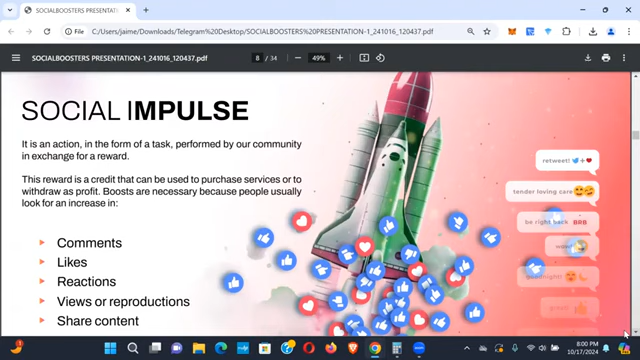 SOCIALBOOSTERS PRESENTAT
File
C:/Users/jaime/Downloads/Telegram%20Desktop/SOCIALBOOSTERS%20PRESENTATION-1_241016_120437.pdf
SOCIALBOOSTERS PRESENTATION-1_241016_120437.pdf
8 / 34
49%
SOCIAL IMPULSE
It is an action, in the form of a task, performed by our community
in exchange for a reward.
This reward is a credit that can be used to purchase services or to
withdraw as profit. Boosts are necessary because people usually
look for an increase in:
Comments
Likes
Reactions
Views or reproductions
Share content
retweet!
tender loving care
be right back BRB
goodnight!
8:00 PM
10/17/2024